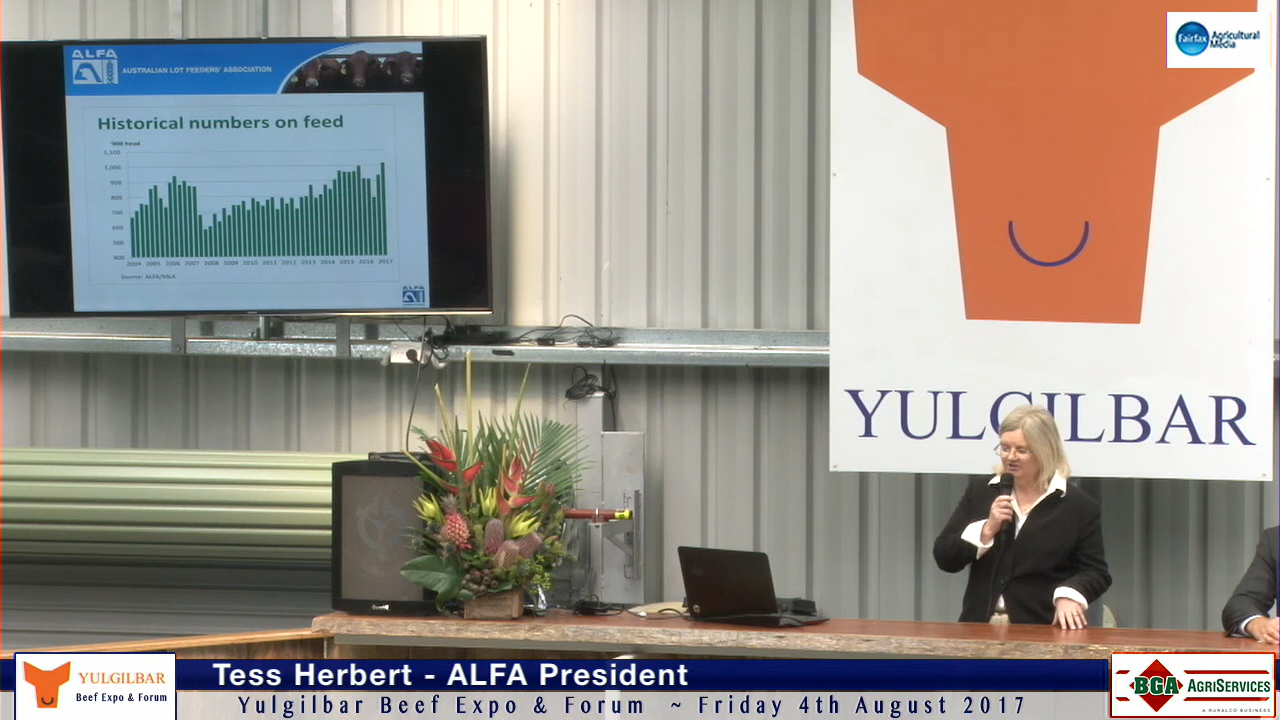 ALFA
AUSTRALIAN LOT FEEDERS' ASSOCIATION
Historical numbers on feed
'000 head
1,100
1,000
900
800
700
600
500
400
2004 2005 2006 2007 2008 2009 2010 2011 2012 2013 2014 2015 2016 2017
Source: ALFA/MLA
ALFA
Fairfax Agricultural Media
YULGILBAR
YULGILBAR
Beef Expo & Forum
Tess Herbert - ALFA President
Yulgilbar Beef Expo & Forum ~ Friday 4th August 2017
BGA AGRISERVICES
A RURALCO BUSINESS